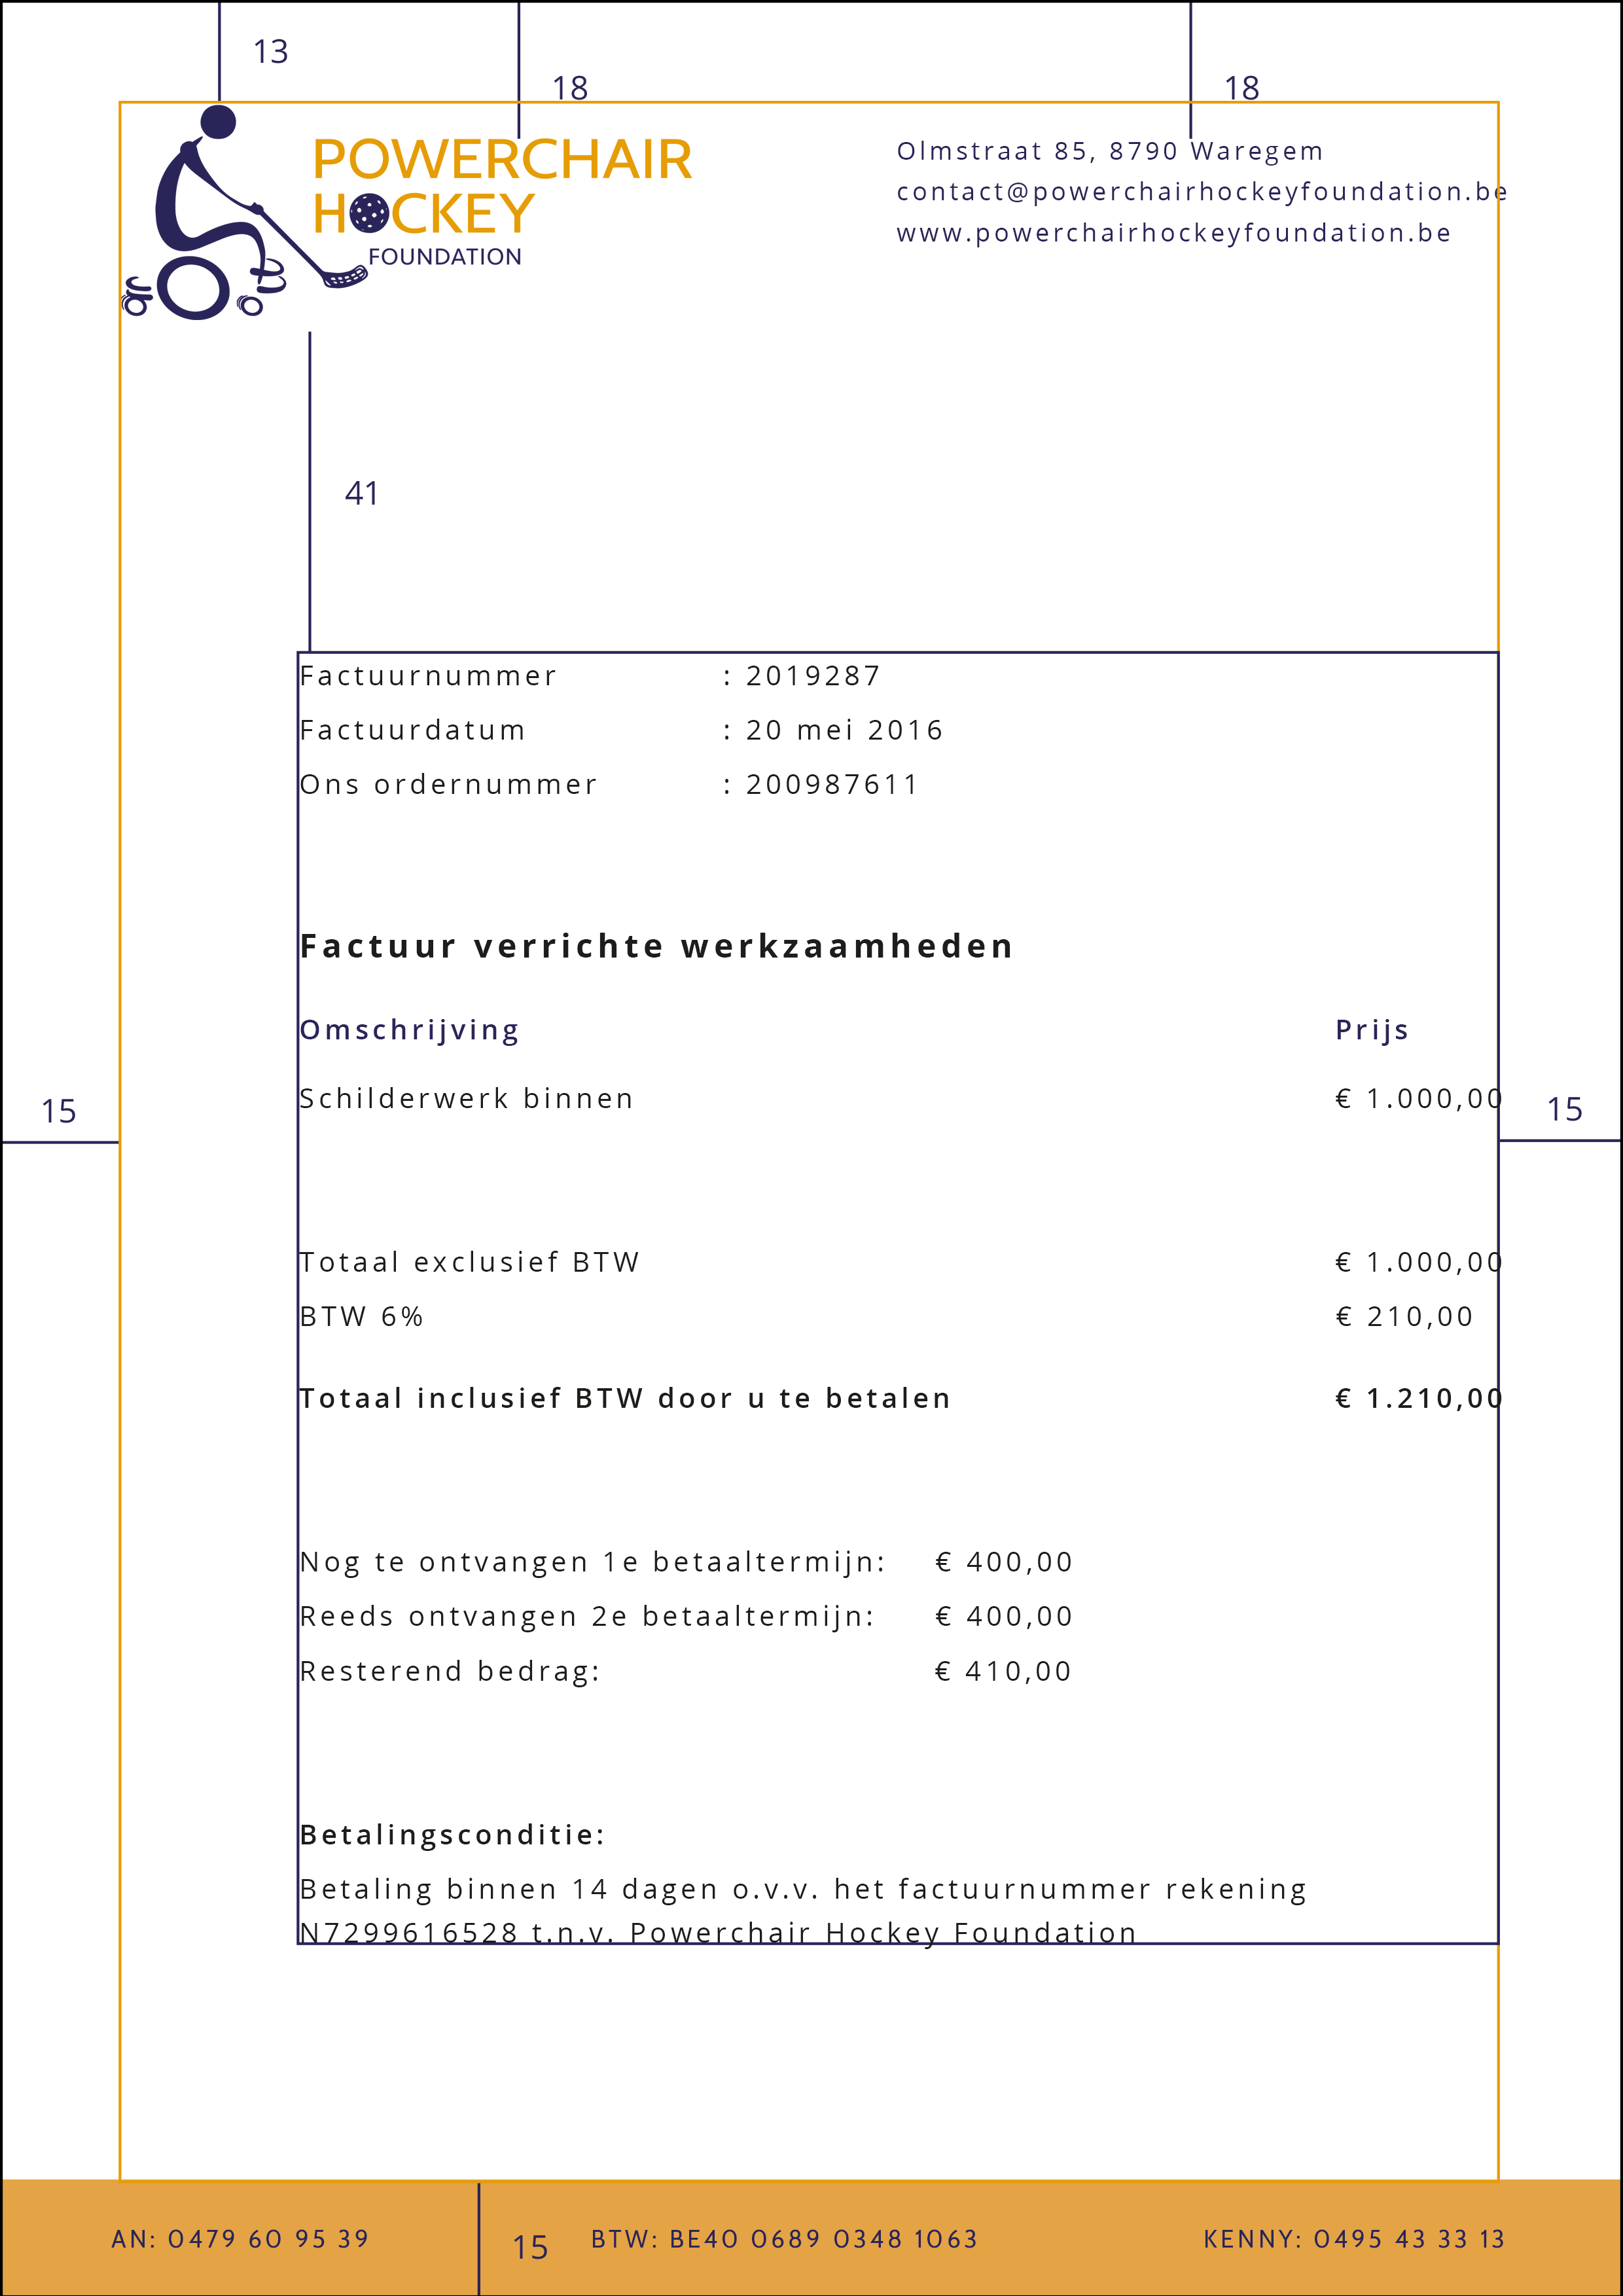 13
18
18
POWERCHAIR
HOCKEY
FOUNDATION
Olmstraat 85, 8790 Waregem
contact@powerchairhockeyfoundation.be
www.powerchairhockeyfoundation.be
41
Factuurnummer : 2019287
Factuurdatum : 20 mei 2016
Ons ordernummer : 200987611
Factuur verrichte werkzaamheden
Omschrijving Prijs
Schilderwerk binnen € 1.000,00
15
15
Totaal exclusief BTW € 1.000,00
BTW 6% € 210,00
Totaal inclusief BTW door u te betalen € 1.210,00
Nog te ontvangen 1e betaaltermijn: € 400,00
Reeds ontvangen 2e betaaltermijn: € 400,00
Resterend bedrag: € 410,00
Betalingsconditie:
Betaling binnen 14 dagen o.v.v. het factuurnummer rekening
N7299616528 t.n.v. Powerchair Hockey Foundation
AN: 0479 60 95 39
15
BTW: BE40 0689 0348 1063
KENNY: 0495 43 33 13